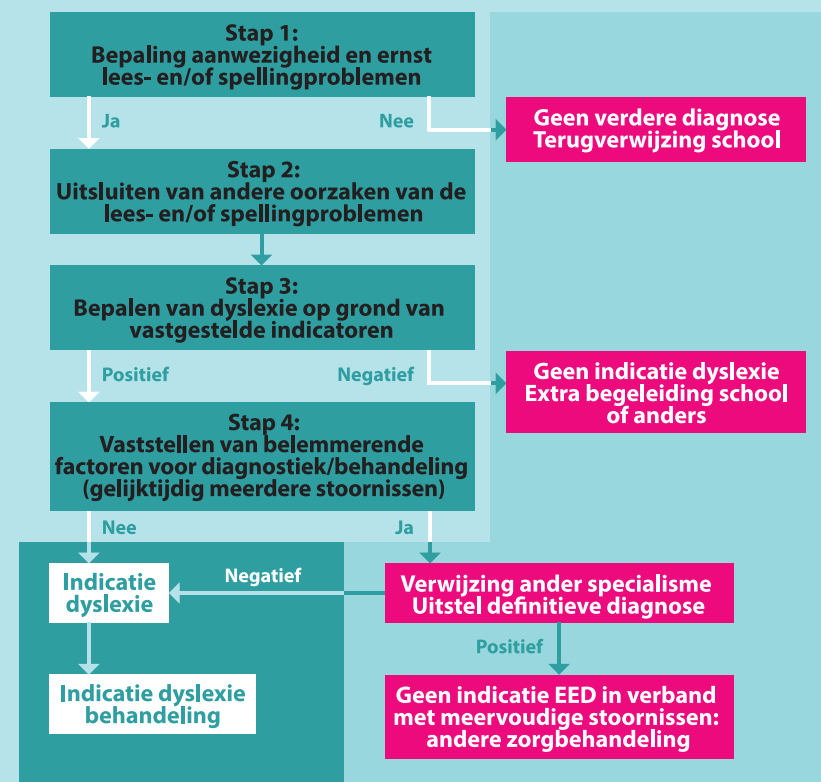 Stap 1:
Bepaling aanwezigheid en ernst
lees- en/of spellingproblemen
Ja
Nee
Geen verdere diagnose
Terugverwijzing school
Stap 2:
Uitsluiten van andere oorzaken van de
lees- en/of spellingproblemen
Stap 3:
Bepalen van dyslexie op grond van
vastgestelde indicatoren
Positief
Negatief
Geen indicatie dyslexie
Extra begeleiding school
of anders
Stap 4:
Vaststellen van belemmerende
factoren voor diagnostiek/behandeling
(gelijktijdig meerdere stoornissen)
Nee
Ja
Indicatie
dyslexie
Negatief
Verwijzing ander specialisme
Uitstel definitieve diagnose
Positief
Indicatie dyslexie
behandeling
Geen indicatie EED in verband
met meervoudige stoornissen:
andere zorgbehandeling